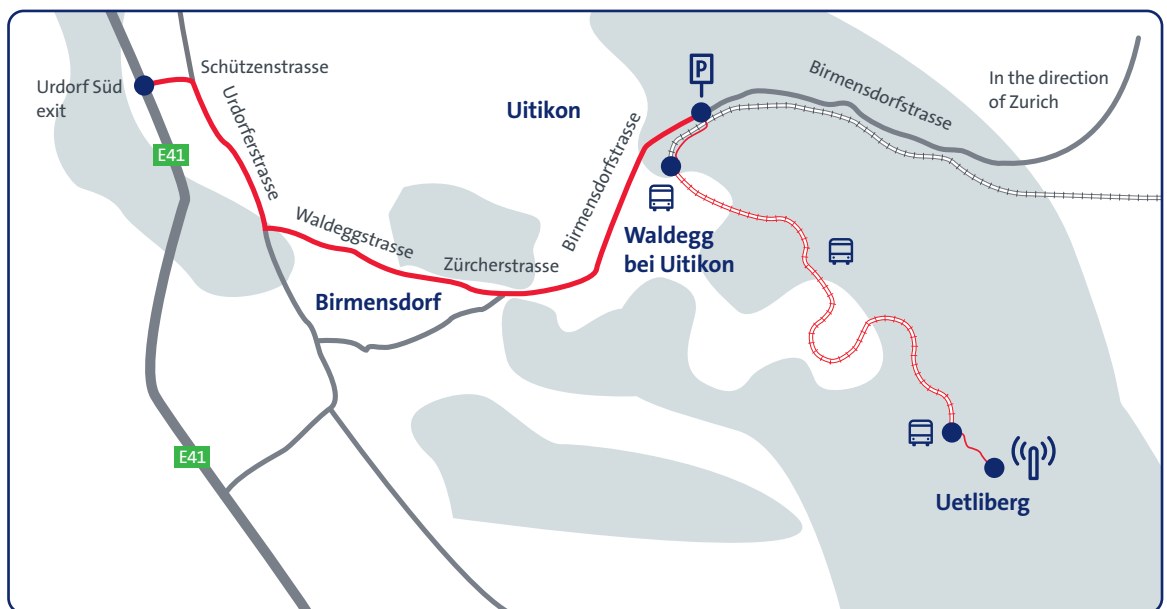 Urdorf Süd
exit
Schützenstrasse
Urdorferstrasse
E41
Waldeggstrasse
Zürcherstrasse
Birmensdorf
Uitikon
Birmensdorfstrasse
P
Birmensdorfstrasse
In the direction
of Zurich
Waldegg
bei Uitikon
E41
Uetliberg